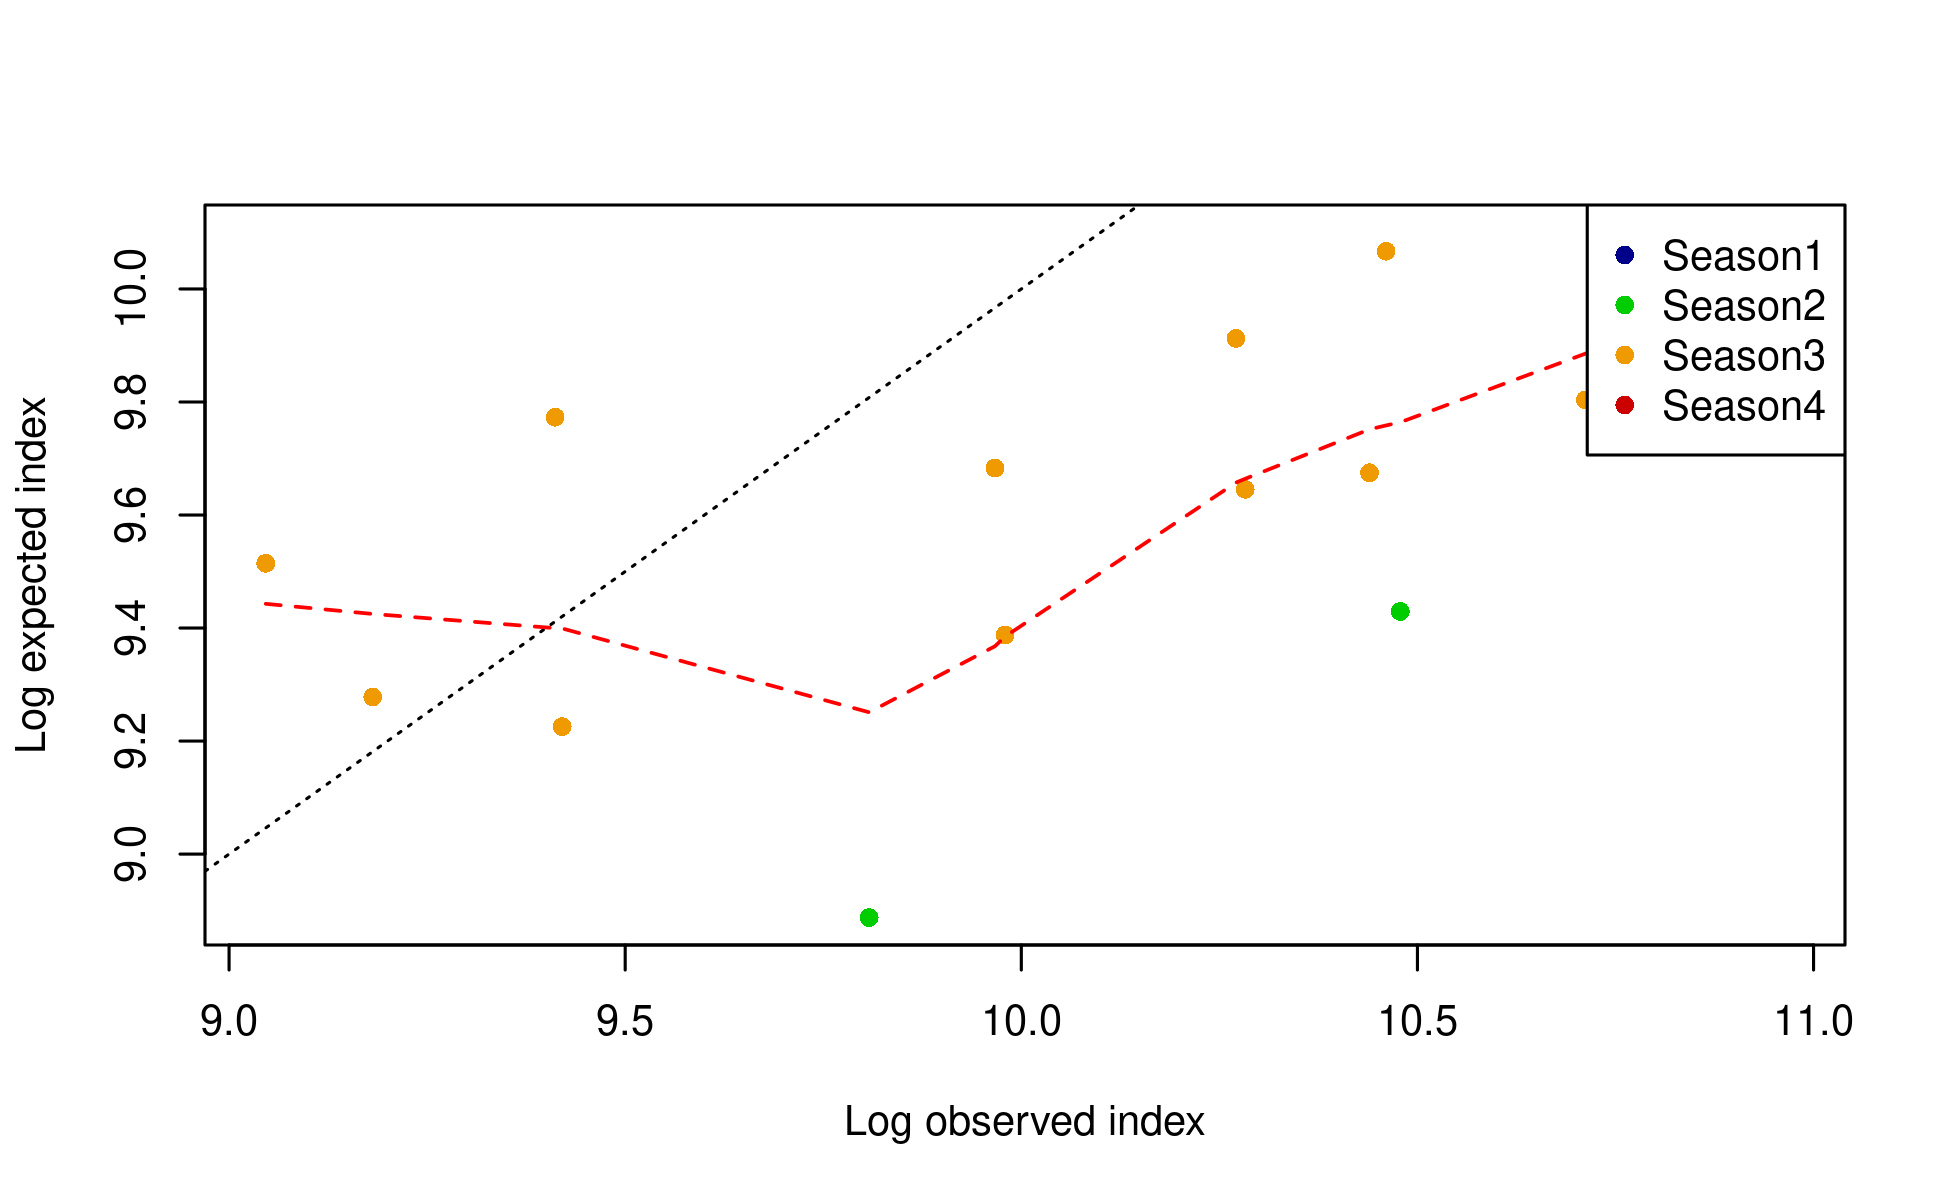 Log expected index
10.0
9.8
9.6
9.4
9.2
9.0
Season1
Season2
Season3
Season4
9.0 9.5 10.0 10.5 11.0
Log observed index